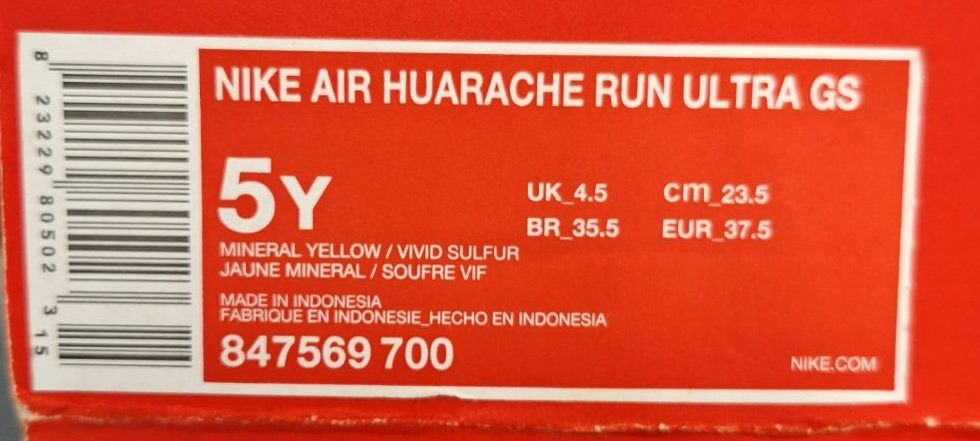 8 23229 80502 3 15
NIKE AIR HUARACHE RUN ULTRA GS
5Y
UK_4.5 cm_23.5
BR_35.5 EUR_37.5
MINERAL YELLOW / VIVID SULFUR
JAUNE MINERAL / SOUFRE VIF
MADE IN INDONESIA
FABRIQUE EN INDONESIE_HECHO EN INDONESIA
847569 700
NIKE.COM